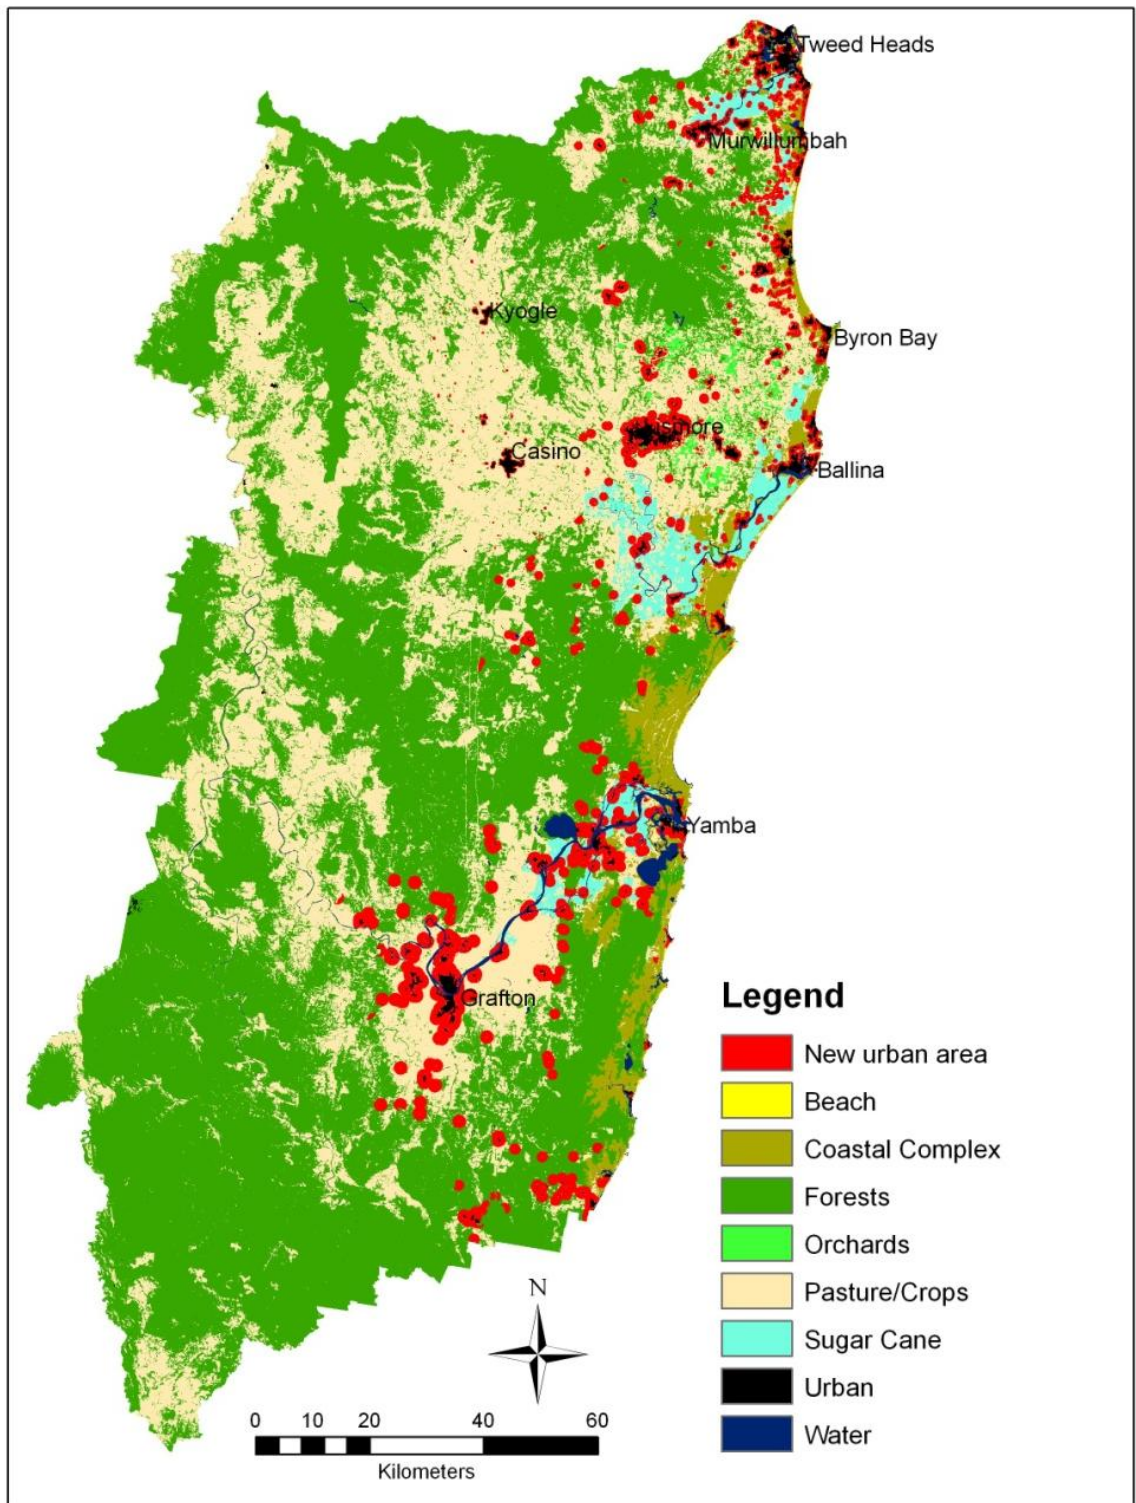 Tweed Heads
Murwillumbah
Kyogle
Byron Bay
Lismore
Casino
Ballina
Yamba
Grafton
Legend
New urban area
Beach
Coastal Complex
Forests
Orchards
Pasture/Crops
Sugar Cane
Urban
Water
N
0 10 20 40 60
Kilometers